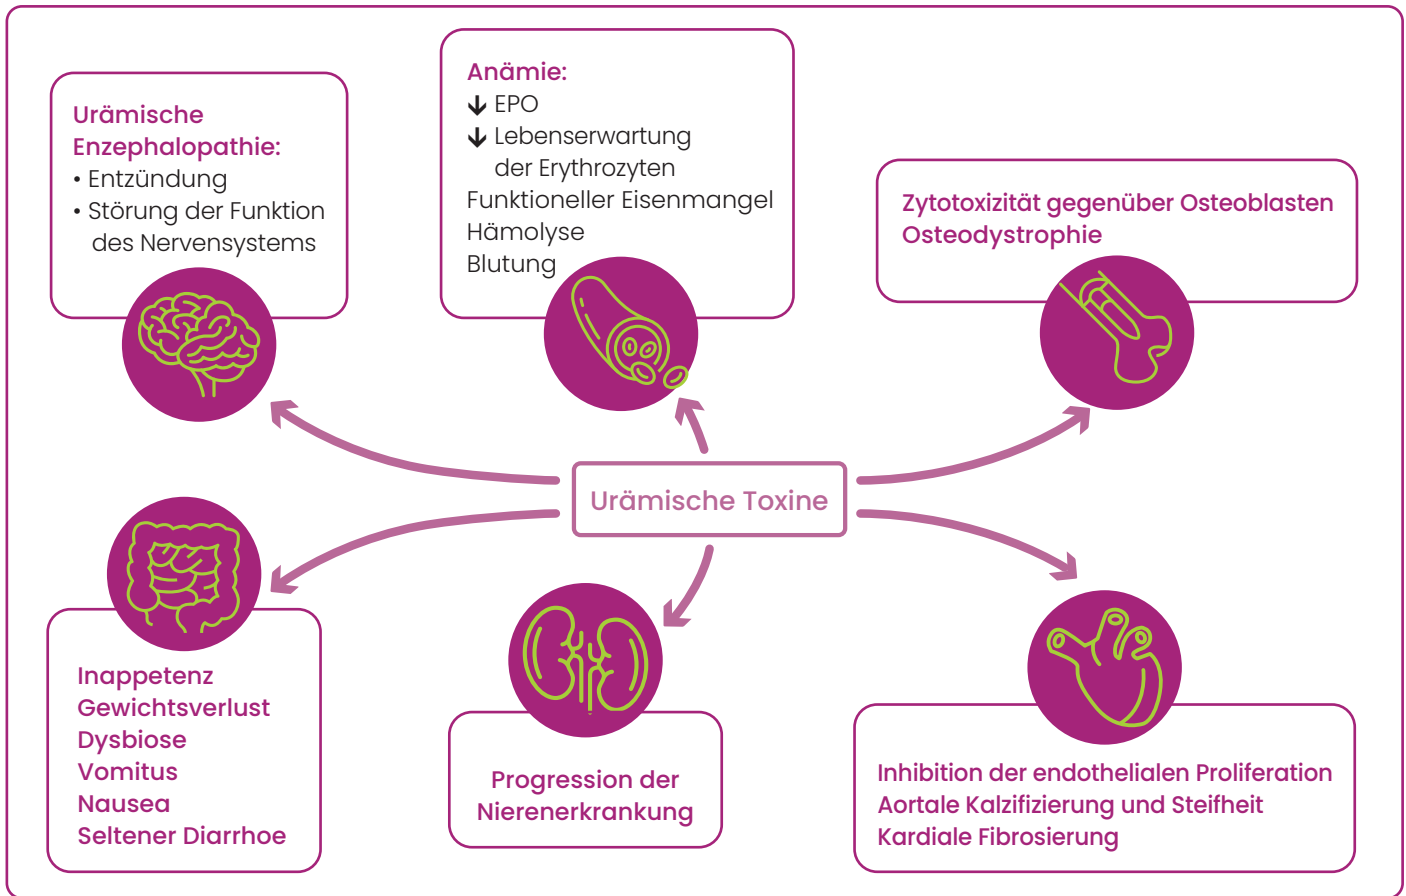 Urämische
Enzephalopathie:
• Entzündung
• Störung der Funktion
des Nervensystems
Anämie:
↓ EPO
↓ Lebenserwartung
der Erythrozyten
Funktioneller Eisenmangel
Hämolyse
Blutung
Zytotoxizität gegenüber Osteoblasten
Osteodystrophie
Urämische Toxine
Inappetenz
Gewichtsverlust
Dysbiose
Vomitus
Nausea
Seltener Diarrhoe
Progression der
Nierenerkrankung
Inhibition der endothelialen Proliferation
Aortale Kalzifizierung und Steifheit
Kardiale Fibrosierung